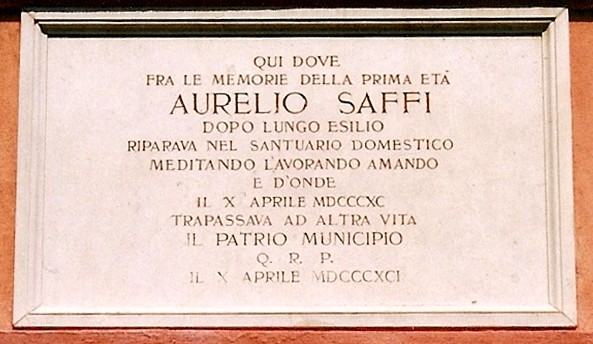 QUI DOVE
FRA LE MEMORIE DELLA PRIMA ETÀ
AURELIO SAFFI
DOPO LUNGO ESILIO
RIPARAVA NEL SANTUARIO DOMESTICO
MEDITANDO LAVORANDO AMANDO
E D'ONDE
IL X APRILE MDCCCXC
TRAPASSAVA AD ALTRA VITA
IL PATRIO MUNICIPIO
Q. R. P.
IL X APRILE MDCCCXCI